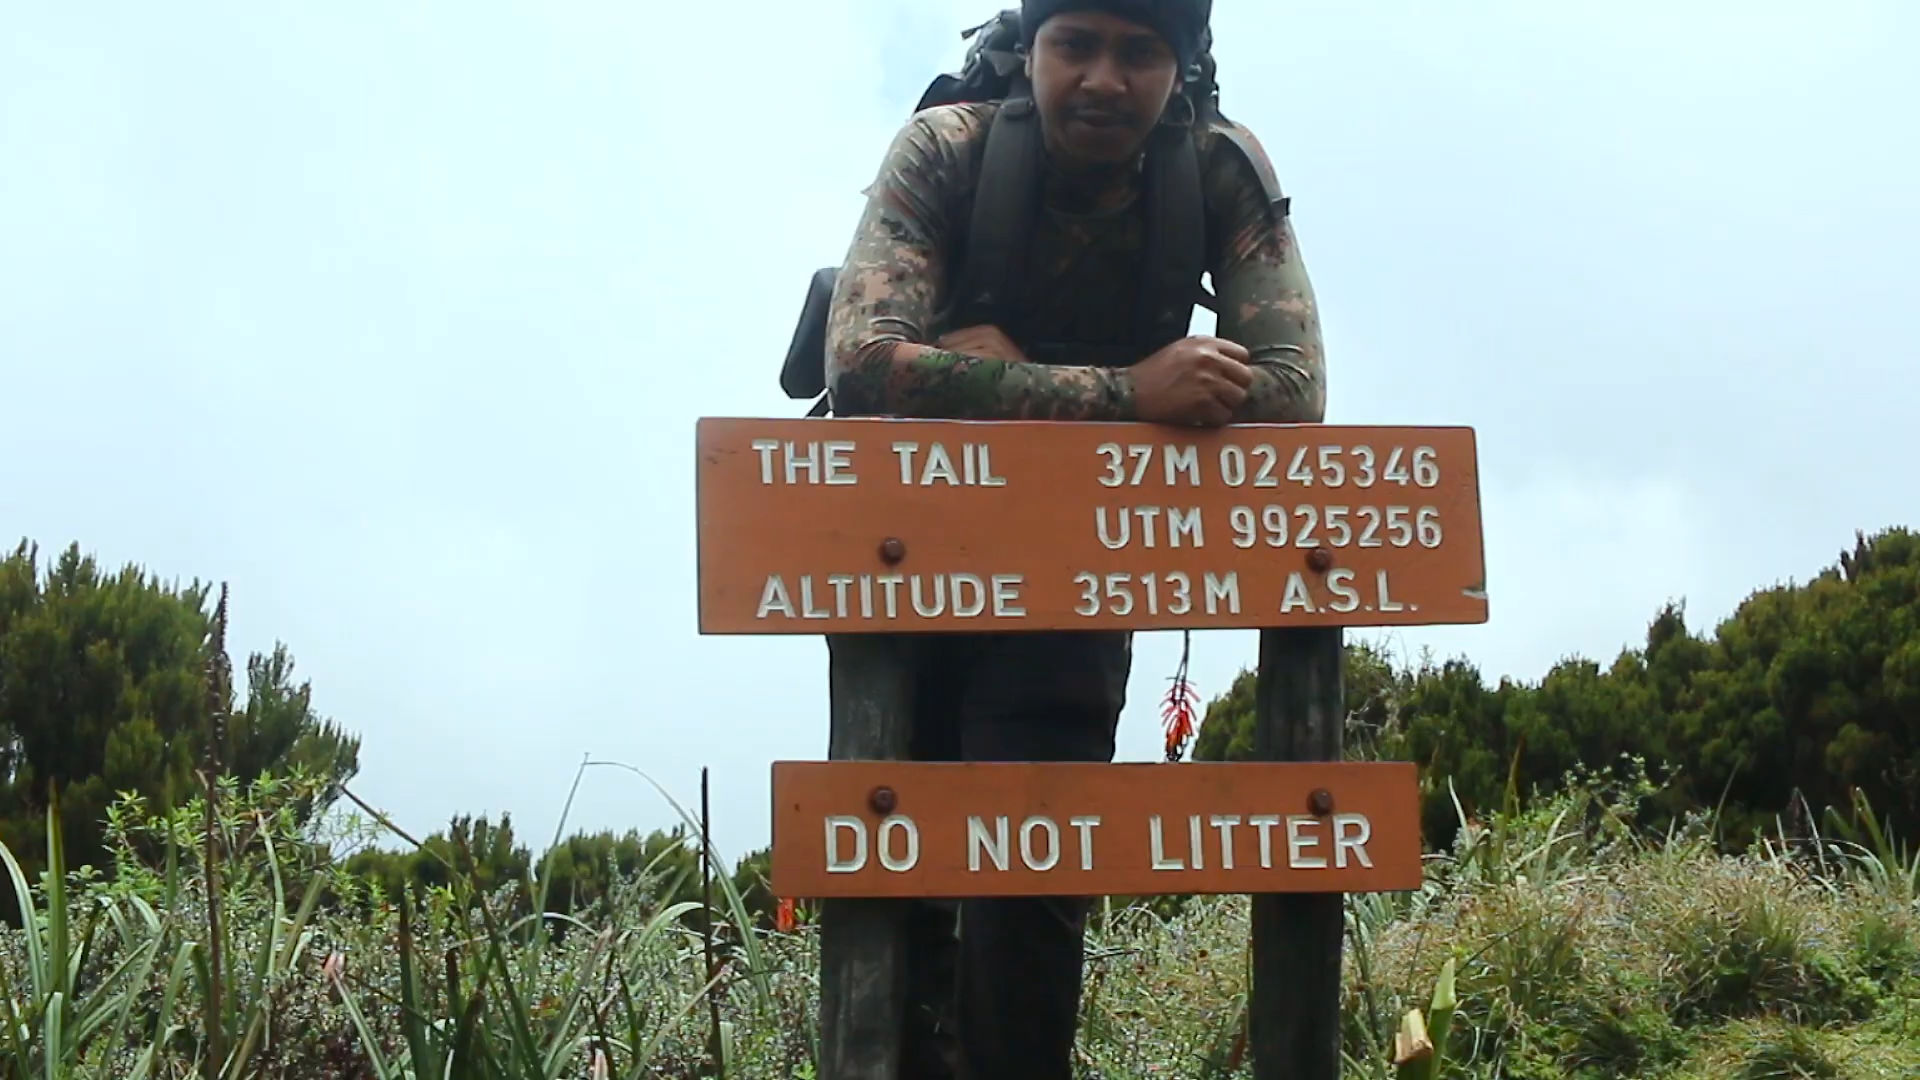 THE TAIL 37M 0245346
UTM 9925256
ALTITUDE 3513M A.S.L.
DO NOT LITTER